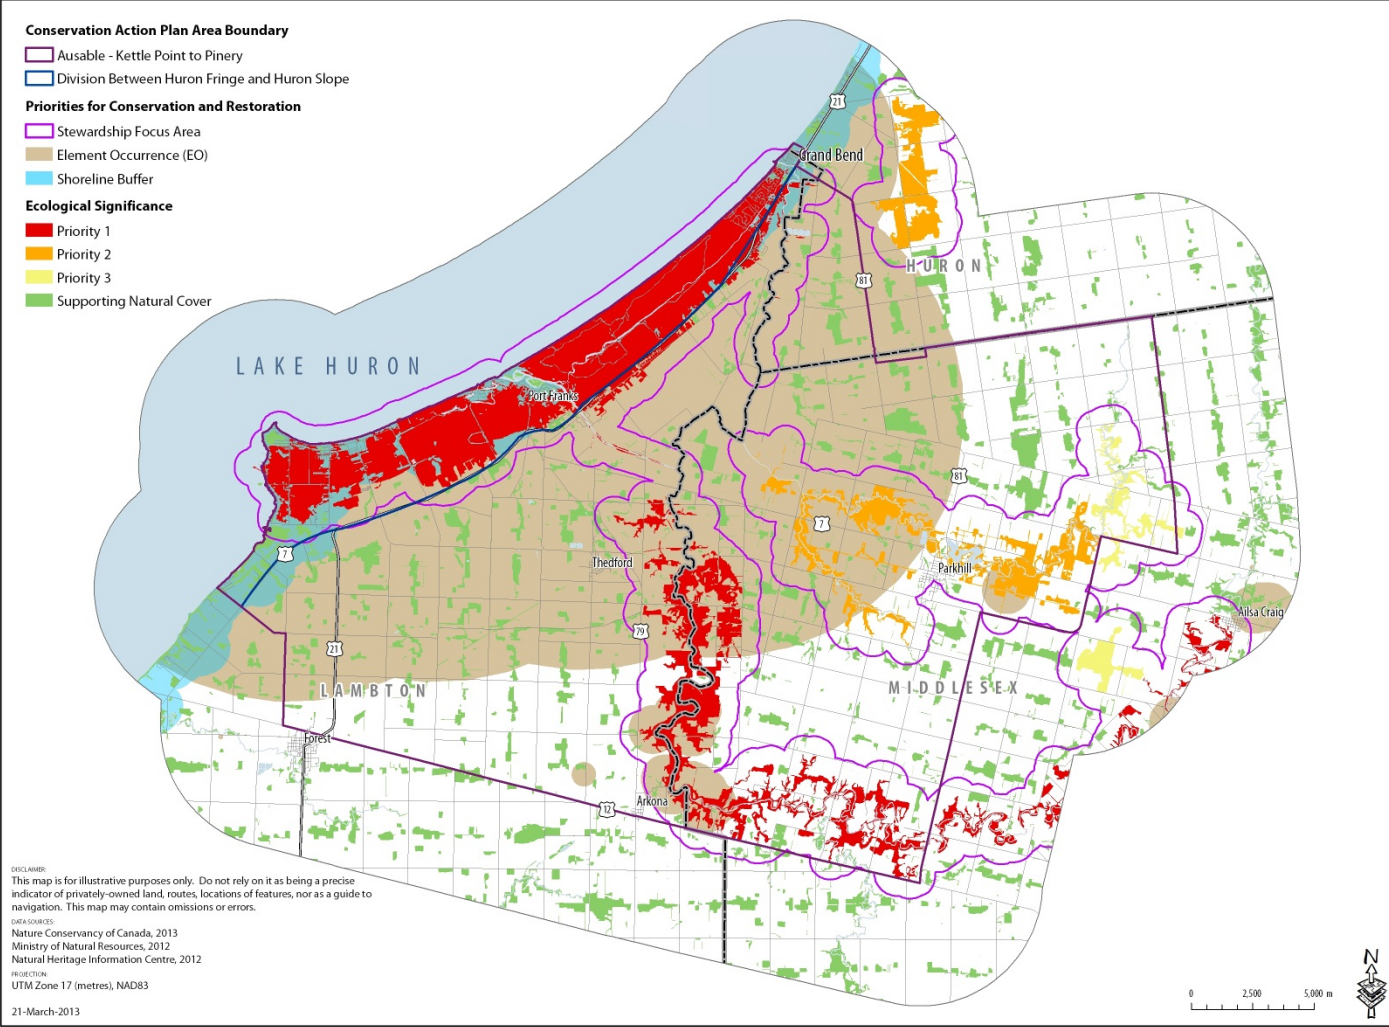 Conservation Action Plan Area Boundary
Ausable - Kettle Point to Pinery
Division Between Huron Fringe and Huron Slope
Priorities for Conservation and Restoration
Stewardship Focus Area
Element Occurrence (EO)
Shoreline Buffer
Ecological Significance
Priority 1
Priority 2
Priority 3
Supporting Natural Cover
21
Grand Bend
HURON
81
LAKE HURON
Port Franks
81
7
7
Thedford
Parkhill
Ailsa Craig
79
21
LAMBTON
MIDDLESEX
Forest
Arkona
12
DISCLAIMER:
This map is for illustrative purposes only. Do not rely on it as being a precise
indicator of privately-owned land, routes, locations of features, nor as a guide to
navigation. This map may contain omissions or errors.
DATA SOURCES:
Nature Conservancy of Canada, 2013
Ministry of Natural Resources, 2012
Natural Heritage Information Centre, 2012
PROJECTION:
UTM Zone 17 (metres), NAD83
21-March-2013
N
0 2,500 5,000 m